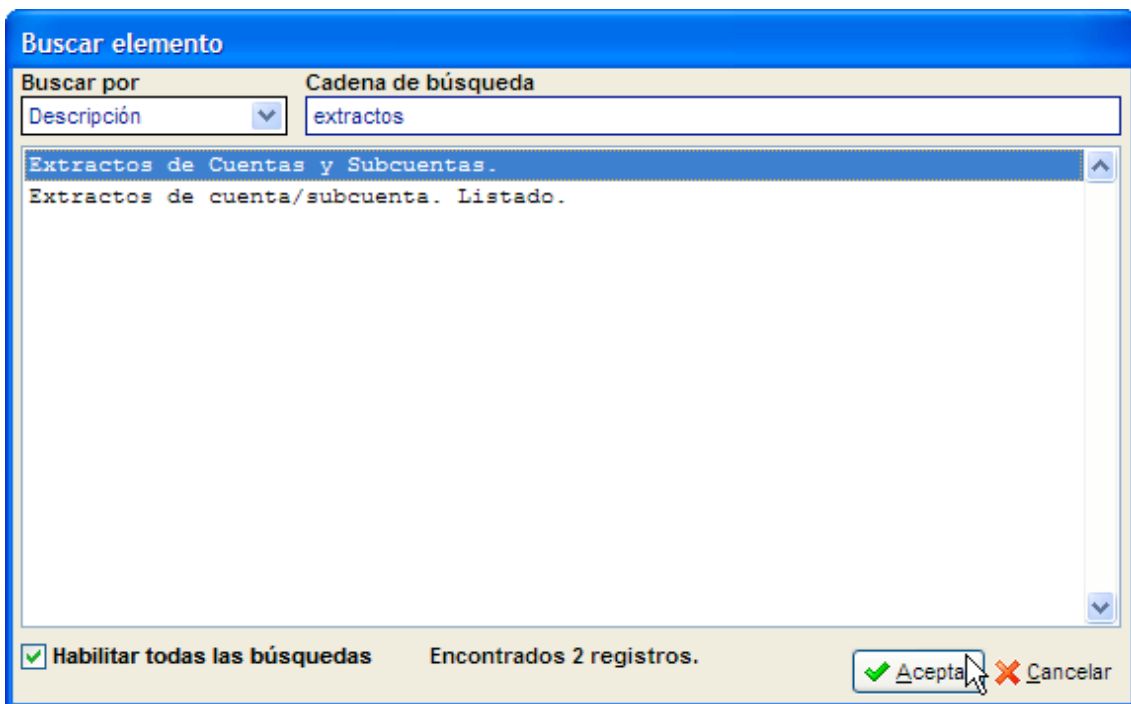 Buscar elemento
Buscar por Cadena de búsqueda
Descripción extractos
Extractos de Cuentas y Subcuentas.
Extractos de cuenta/subcuenta. Listado.
Habilitar todas las búsquedas Encontrados 2 registros.
Acepta Cancelar